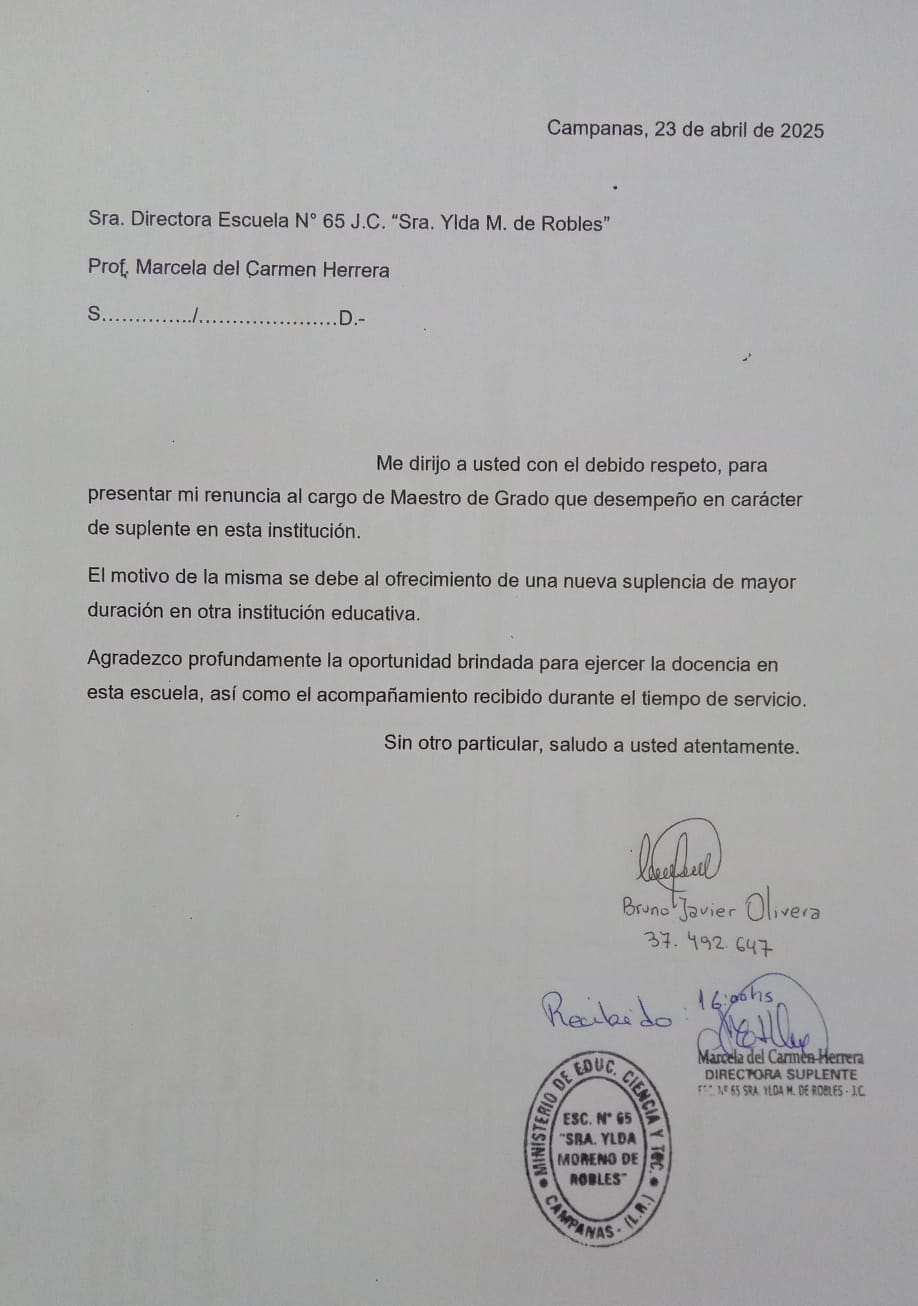 Campanas, 23 de abril de 2025
Sra. Directora Escuela N° 65 J.C. “Sra. Ylda M. de Robles”
Prof. Marcela del Carmen Herrera
S............../.....................D.-
Me dirijo a usted con el debido respeto, para
presentar mi renuncia al cargo de Maestro de Grado que desempeño en carácter
de suplente en esta institución.
El motivo de la misma se debe al ofrecimiento de una nueva suplencia de mayor
duración en otra institución educativa.
Agradezco profundamente la oportunidad brindada para ejercer la docencia en
esta escuela, así como el acompañamiento recibido durante el tiempo de servicio.
Sin otro particular, saludo a usted atentamente.
Bruno Javier Olivera
37.492.647
Recibido: 16:00hs
Marcela del Carmen Herrera
DIRECTORA SUPLENTE
Nº 65 SRA. YLDA M. DE ROBLES - J.C.
MINISTERIO DE EDUC. CIENCIA Y TEC.
ESC. N° 65
"SRA. YLDA
MORENO DE
ROBLES"
CAMPANAS - (L.R.)